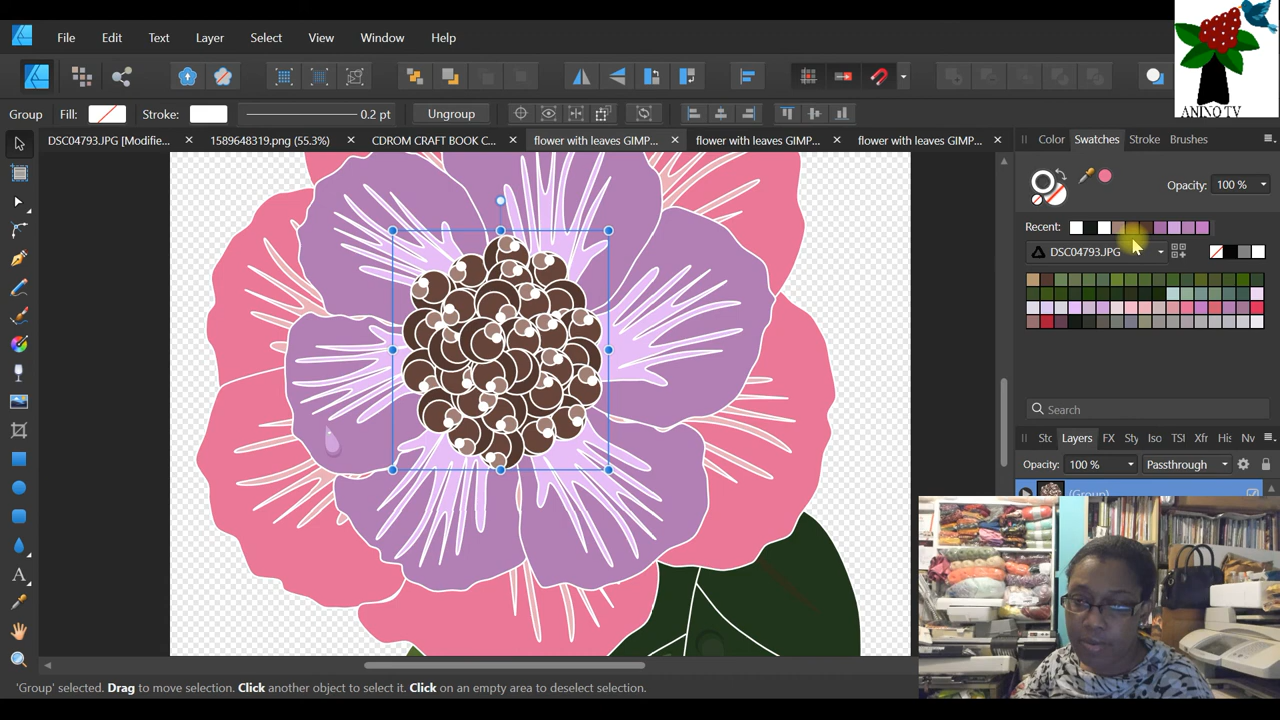 File Edit Text Layer Select View Window Help
ANINO TV
Group Fill: Stroke: 0.2 pt Ungroup
DSC04793.JPG [Modifie... × 1589648319.png (55.3%) × CDROM CRAFT BOOK C... × flower with leaves GIMP... × flower with leaves GIMP... × flower with leaves GIMP... ×
Color Swatches Stroke Brushes
Opacity: 100 %
Recent:
DSC04793.JPG
Search
Stc Layers FX Sty Iso TSI Xfr His Nv
Opacity: 100 % Passthrough
(Group)
'Group' selected. Drag to move selection. Click another object to select it. Click on an empty area to deselect selection.